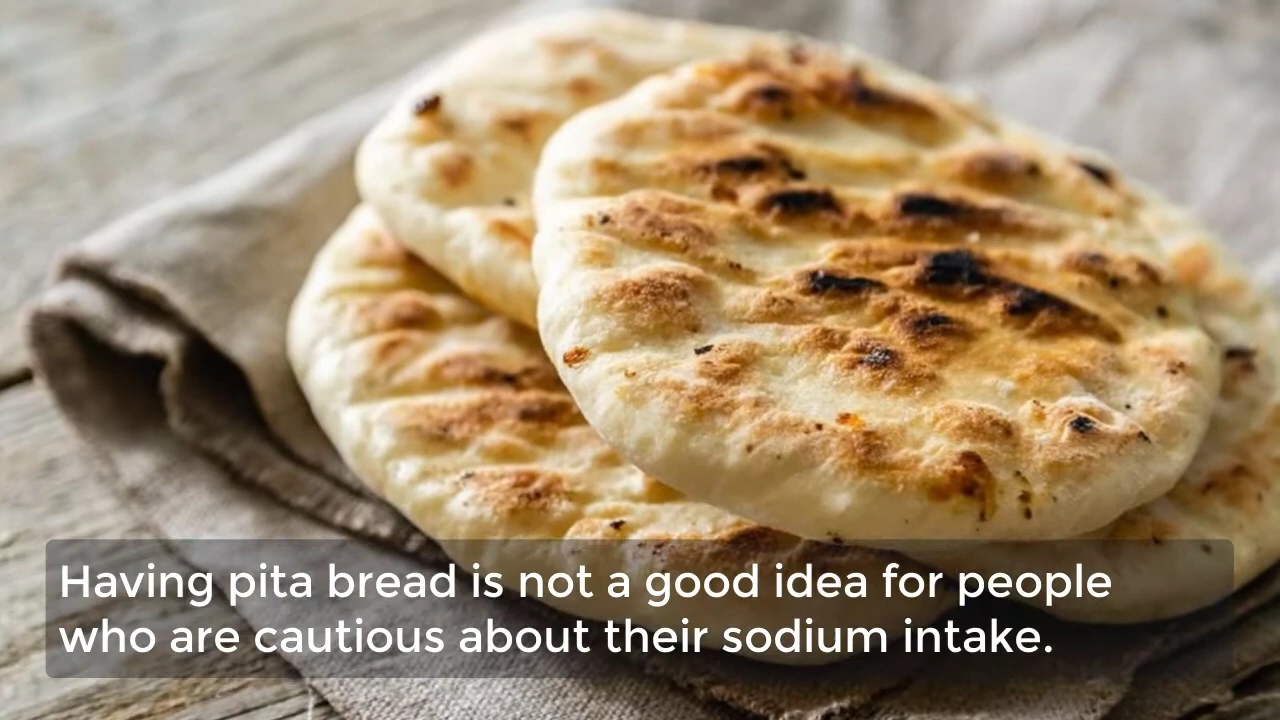 Having pita bread is not a good idea for people
who are cautious about their sodium intake.